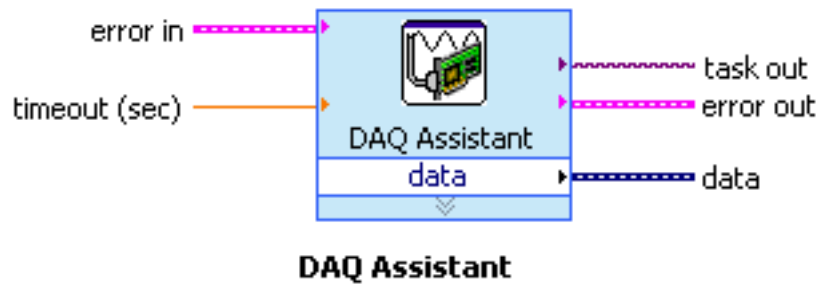 error in
timeout (sec)
DAQ Assistant
data
task out
error out
data
DAQ Assistant